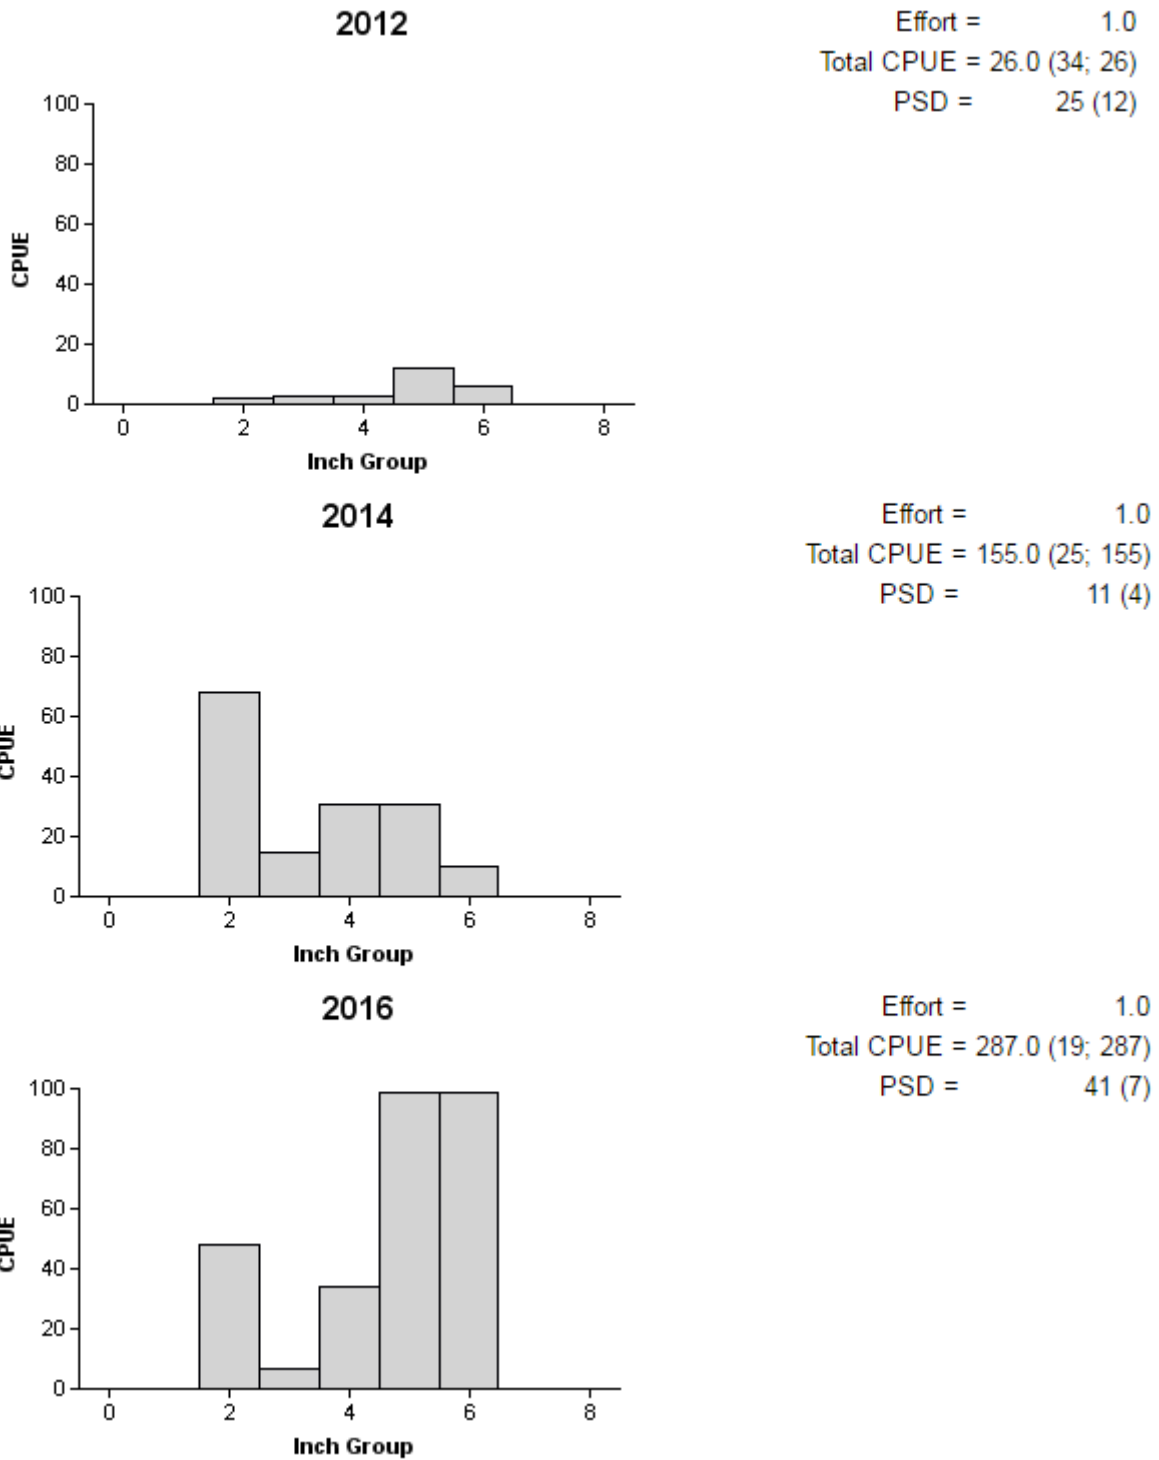 2012
Effort = 1.0
Total CPUE = 26.0 (34; 26)
PSD = 25 (12)
100
80
60
40
20
0
CPUE
0 2 4 6 8
Inch Group
2014
Effort = 1.0
Total CPUE = 155.0 (25; 155)
PSD = 11 (4)
100
80
60
40
20
0
CPUE
0 2 4 6 8
Inch Group
2016
Effort = 1.0
Total CPUE = 287.0 (19; 287)
PSD = 41 (7)
100
80
60
40
20
0
CPUE
0 2 4 6 8
Inch Group